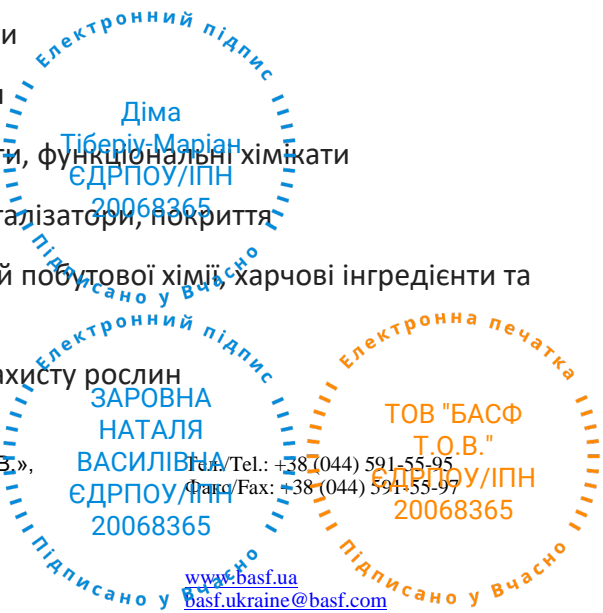 и
Електронний підпис
Діма
Тіберіу-Маріан
ЄДРПОУ/ІПН
20068365
Підписано у Вчасно
и, функціональні хімікати
талізатори, покриття
й побутової хімії, харчові інгредієнти та
ахисту рослин
Електронний підпис
ЗАРОВНА
НАТАЛЯ
ВАСИЛІВНА
ЄДРПОУ/ІПН
20068365
Підписано у Вчасно
Електронна печатка
ТОВ "БАСФ
Т.О.В."
ЄДРПОУ/ІПН
20068365
Підписано у Вчасно
В.»,
Тел./Tel.: +38 (044) 591-55-95
Факс/Fax: +38 (044) 591-55-97
www.basf.ua
basf.ukraine@basf.com